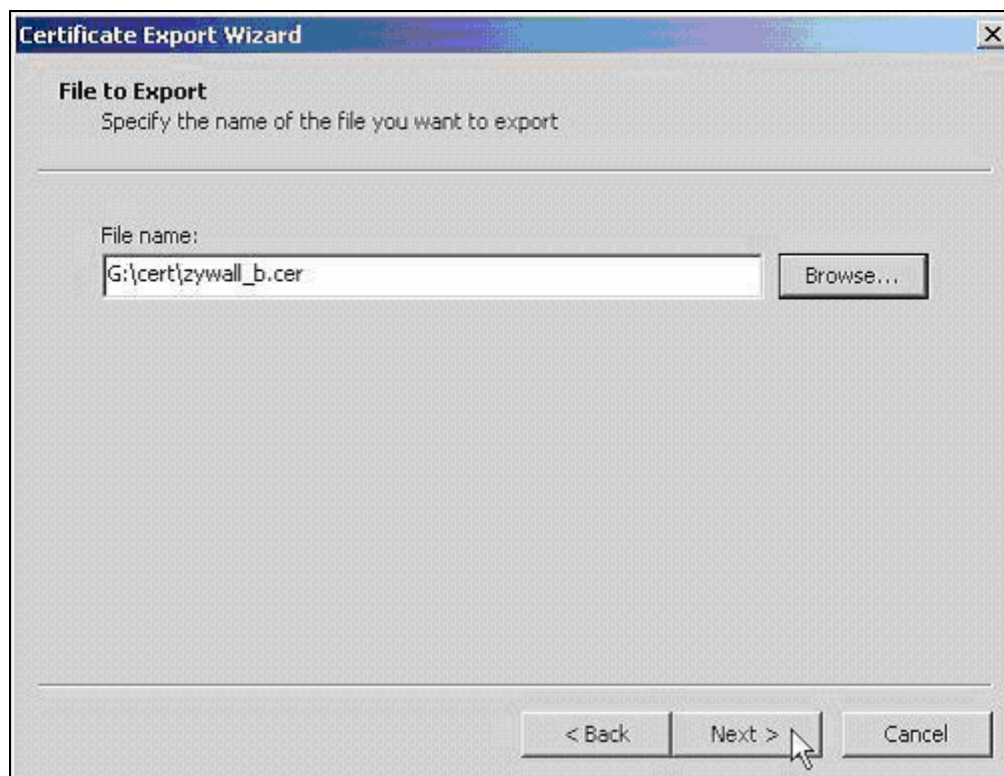 Certificate Export Wizard
File to Export
Specify the name of the file you want to export
File name:
G:\cert\zywall_b.cer
Browse...
< Back
Next >
Cancel